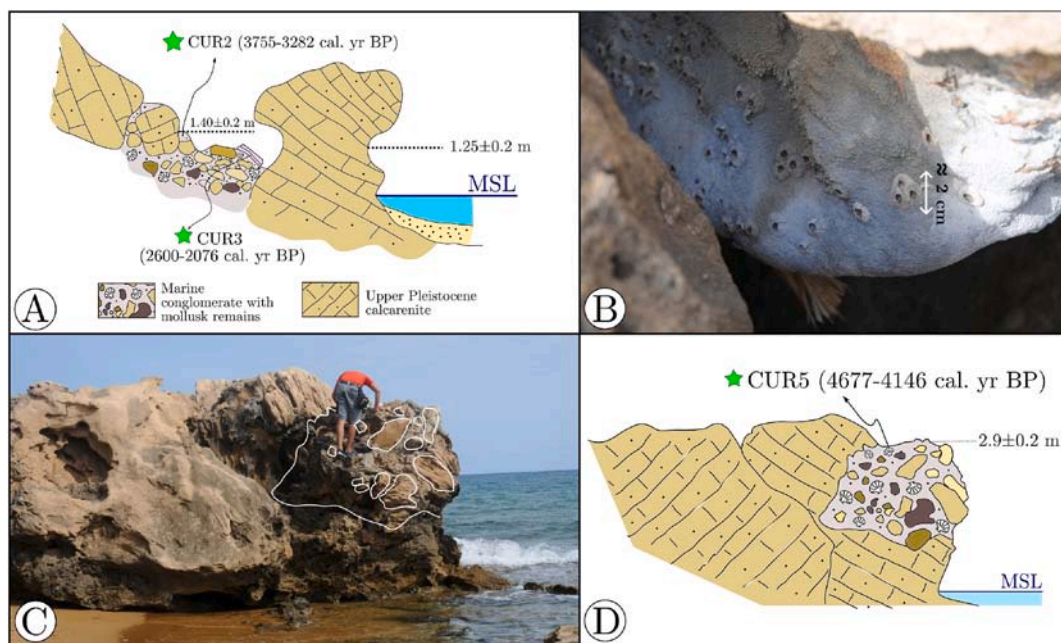 CUR2 (3755-3282 cal. yr BP)
1.40±0.2 m
1.25±0.2 m
MSL
CUR3
(2600-2076 cal. yr BP)
Marine
conglomerate with
mollusk remains
Upper Pleistocene
calcarenite
A
≈ 2 cm
B
C
CUR5 (4677-4146 cal. yr BP)
2.9±0.2 m
MSL
D